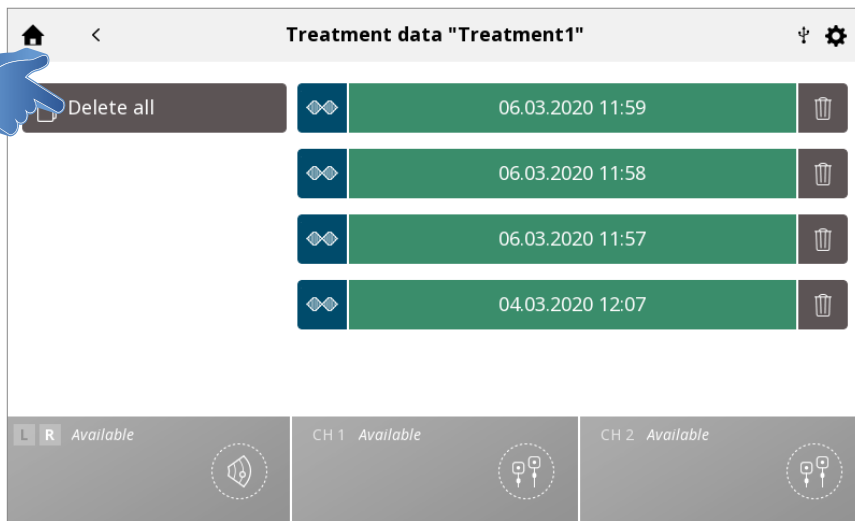 Treatment data "Treatment1"
Delete all
06.03.2020 11:59
06.03.2020 11:58
06.03.2020 11:57
04.03.2020 12:07
L R Available
CH 1 Available
CH 2 Available